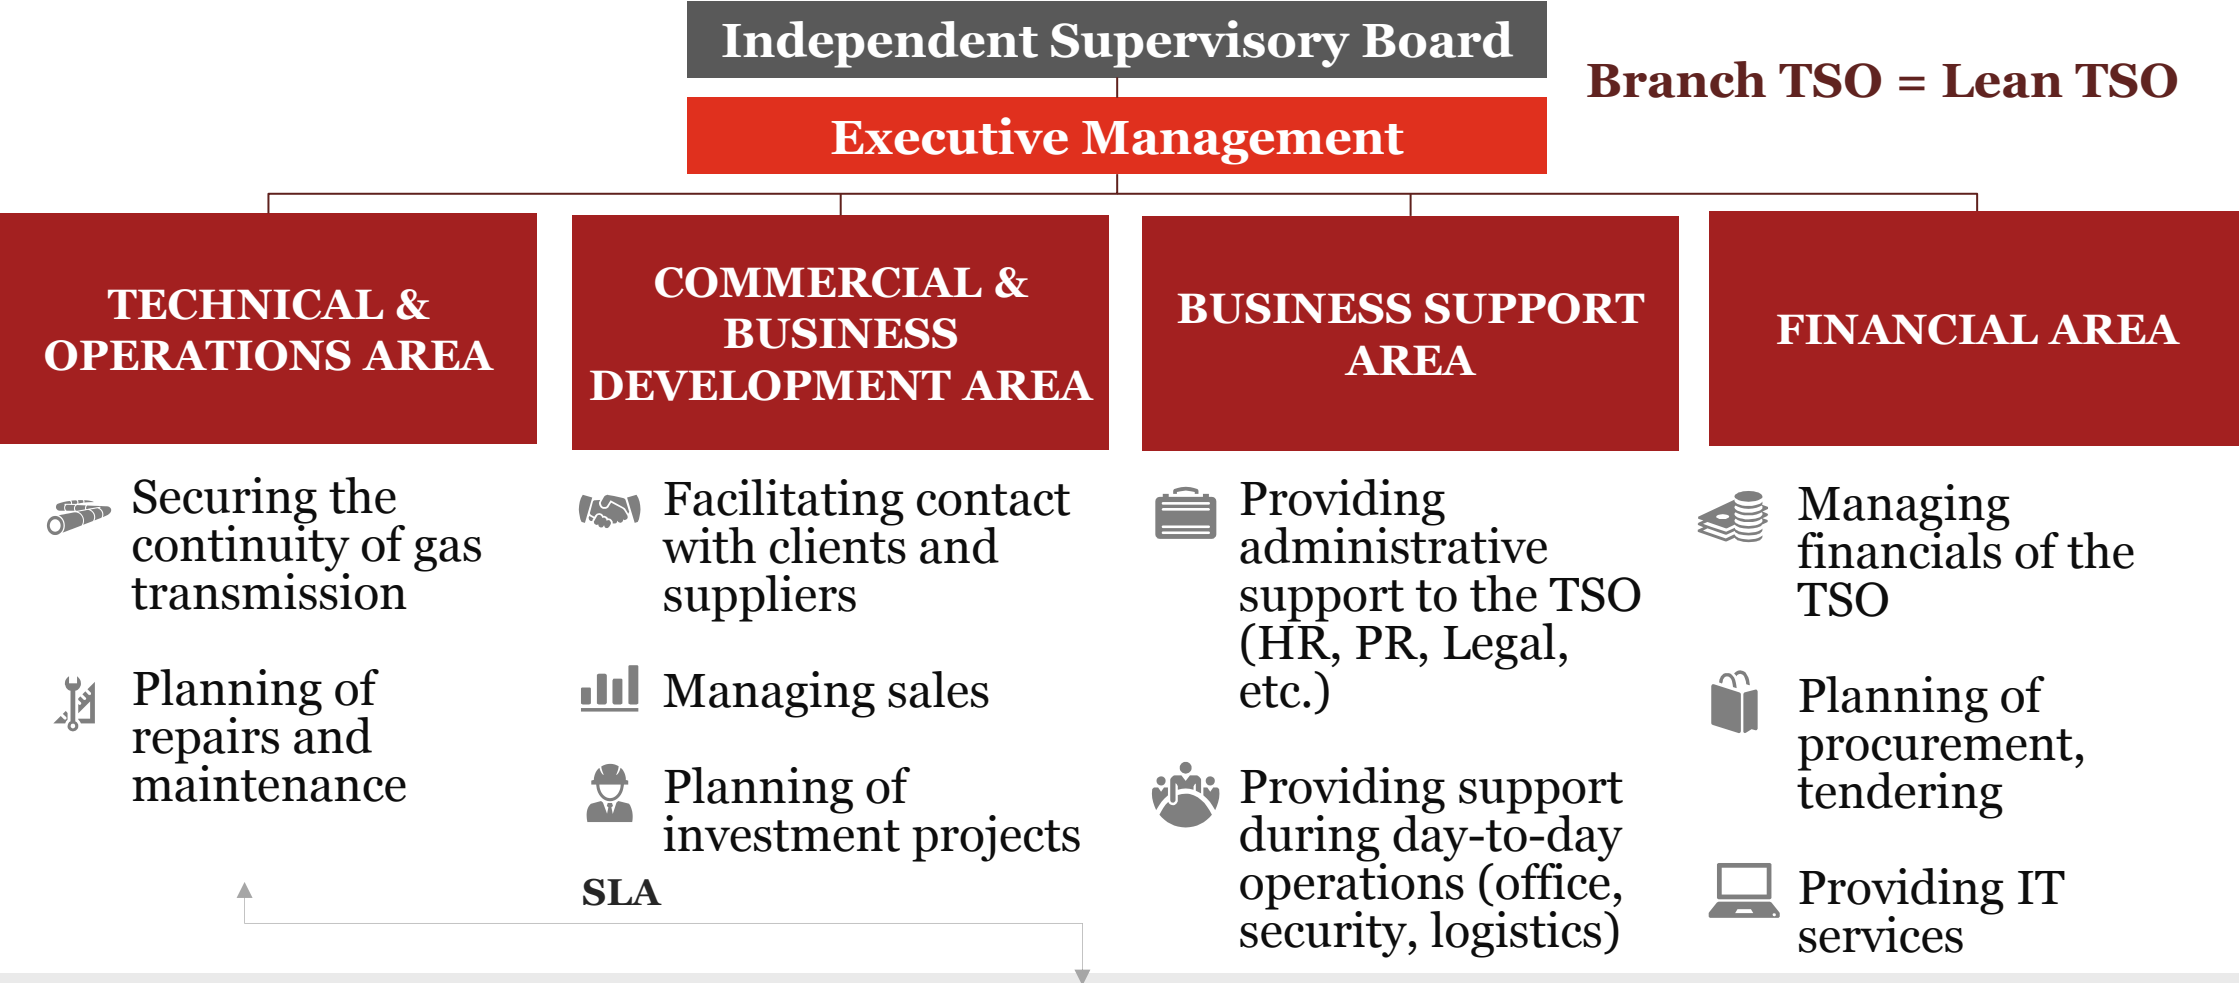 Independent Supervisory Board
Branch TSO = Lean TSO
Executive Management
TECHNICAL &
OPERATIONS AREA
COMMERCIAL &
BUSINESS
DEVELOPMENT AREA
BUSINESS SUPPORT
AREA
FINANCIAL AREA
Securing the
continuity of gas
transmission
Planning of
repairs and
maintenance
Facilitating contact
with clients and
suppliers
Managing sales
Planning of
investment projects
SLA
Providing
administrative
support to the TSO
(HR, PR, Legal,
etc.)
Providing support
during day-to-day
operations (office,
security, logistics)
Managing
financials of the
TSO
Planning of
procurement,
tendering
Providing IT
services